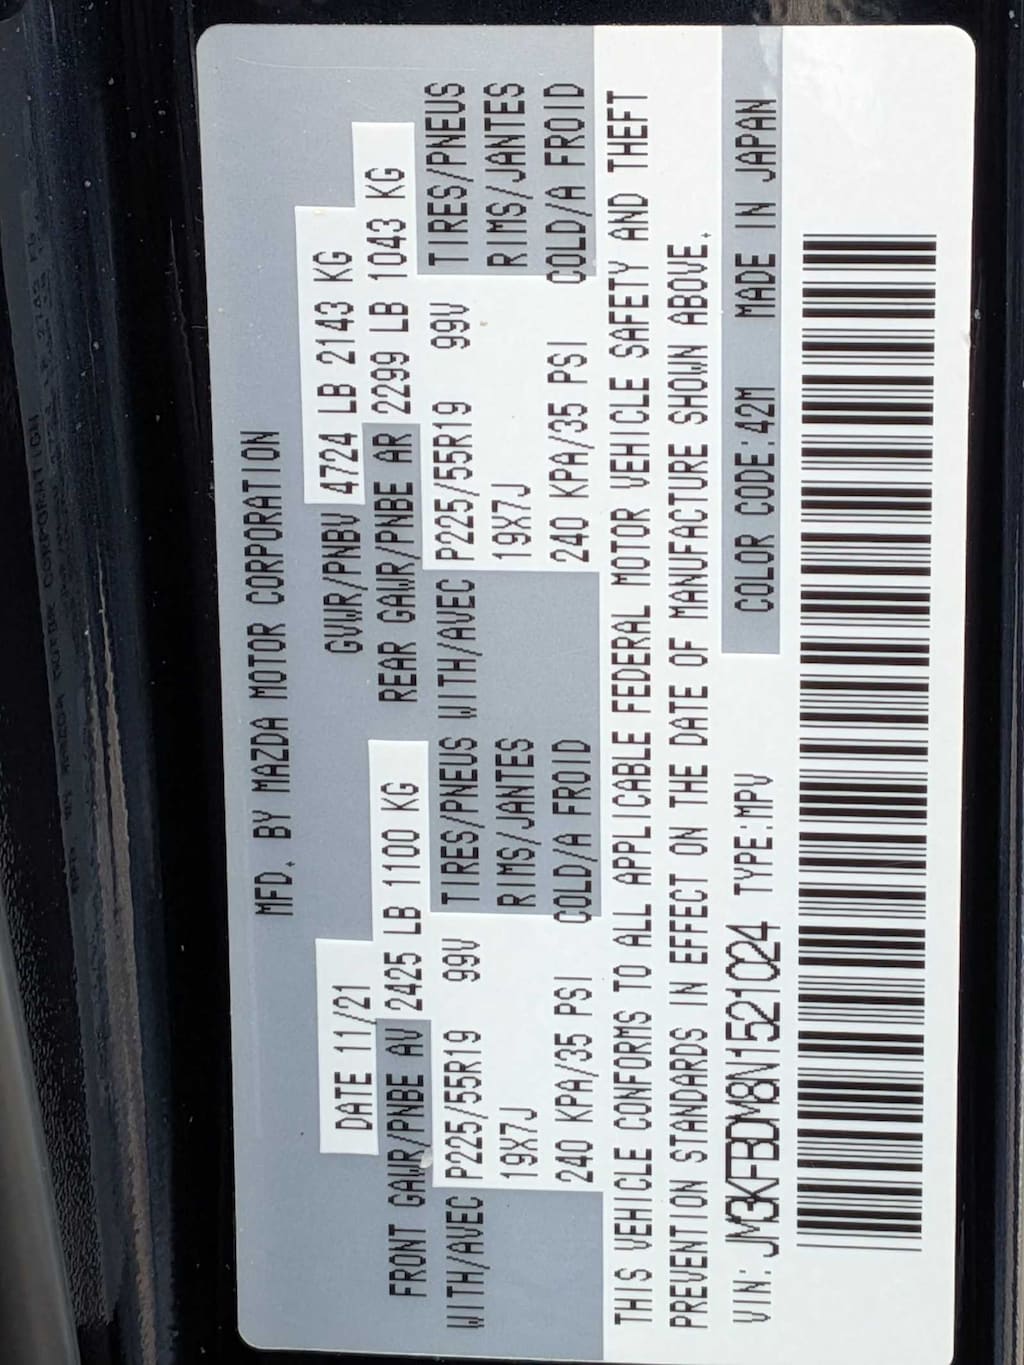 MFD. BY MAZDA MOTOR CORPORATION
DATE 11/21 GVWR/PNBV 4724 LB 2143 KG
FRONT GAWR/PNBE AV 2425 LB 1100 KG REAR GAWR/PNBE AR 2299 LB 1043 KG
WITH/AVEC P225/55R19 99V TIRES/PNEUS WITH/AVEC P225/55R19 99V TIRES/PNEUS
19X7J RIMS/JANTES 19X7J RIMS/JANTES
240 KPA/35 PSI COLD/A FROID 240 KPA/35 PSI COLD/A FROID
THIS VEHICLE CONFORMS TO ALL APPLICABLE FEDERAL MOTOR VEHICLE SAFETY AND THEFT
PREVENTION STANDARDS IN EFFECT ON THE DATE OF MANUFACTURE SHOWN ABOVE.
VIN: JM3KFBDM8N1521024 TYPE:MPV COLOR CODE:42M MADE IN JAPAN